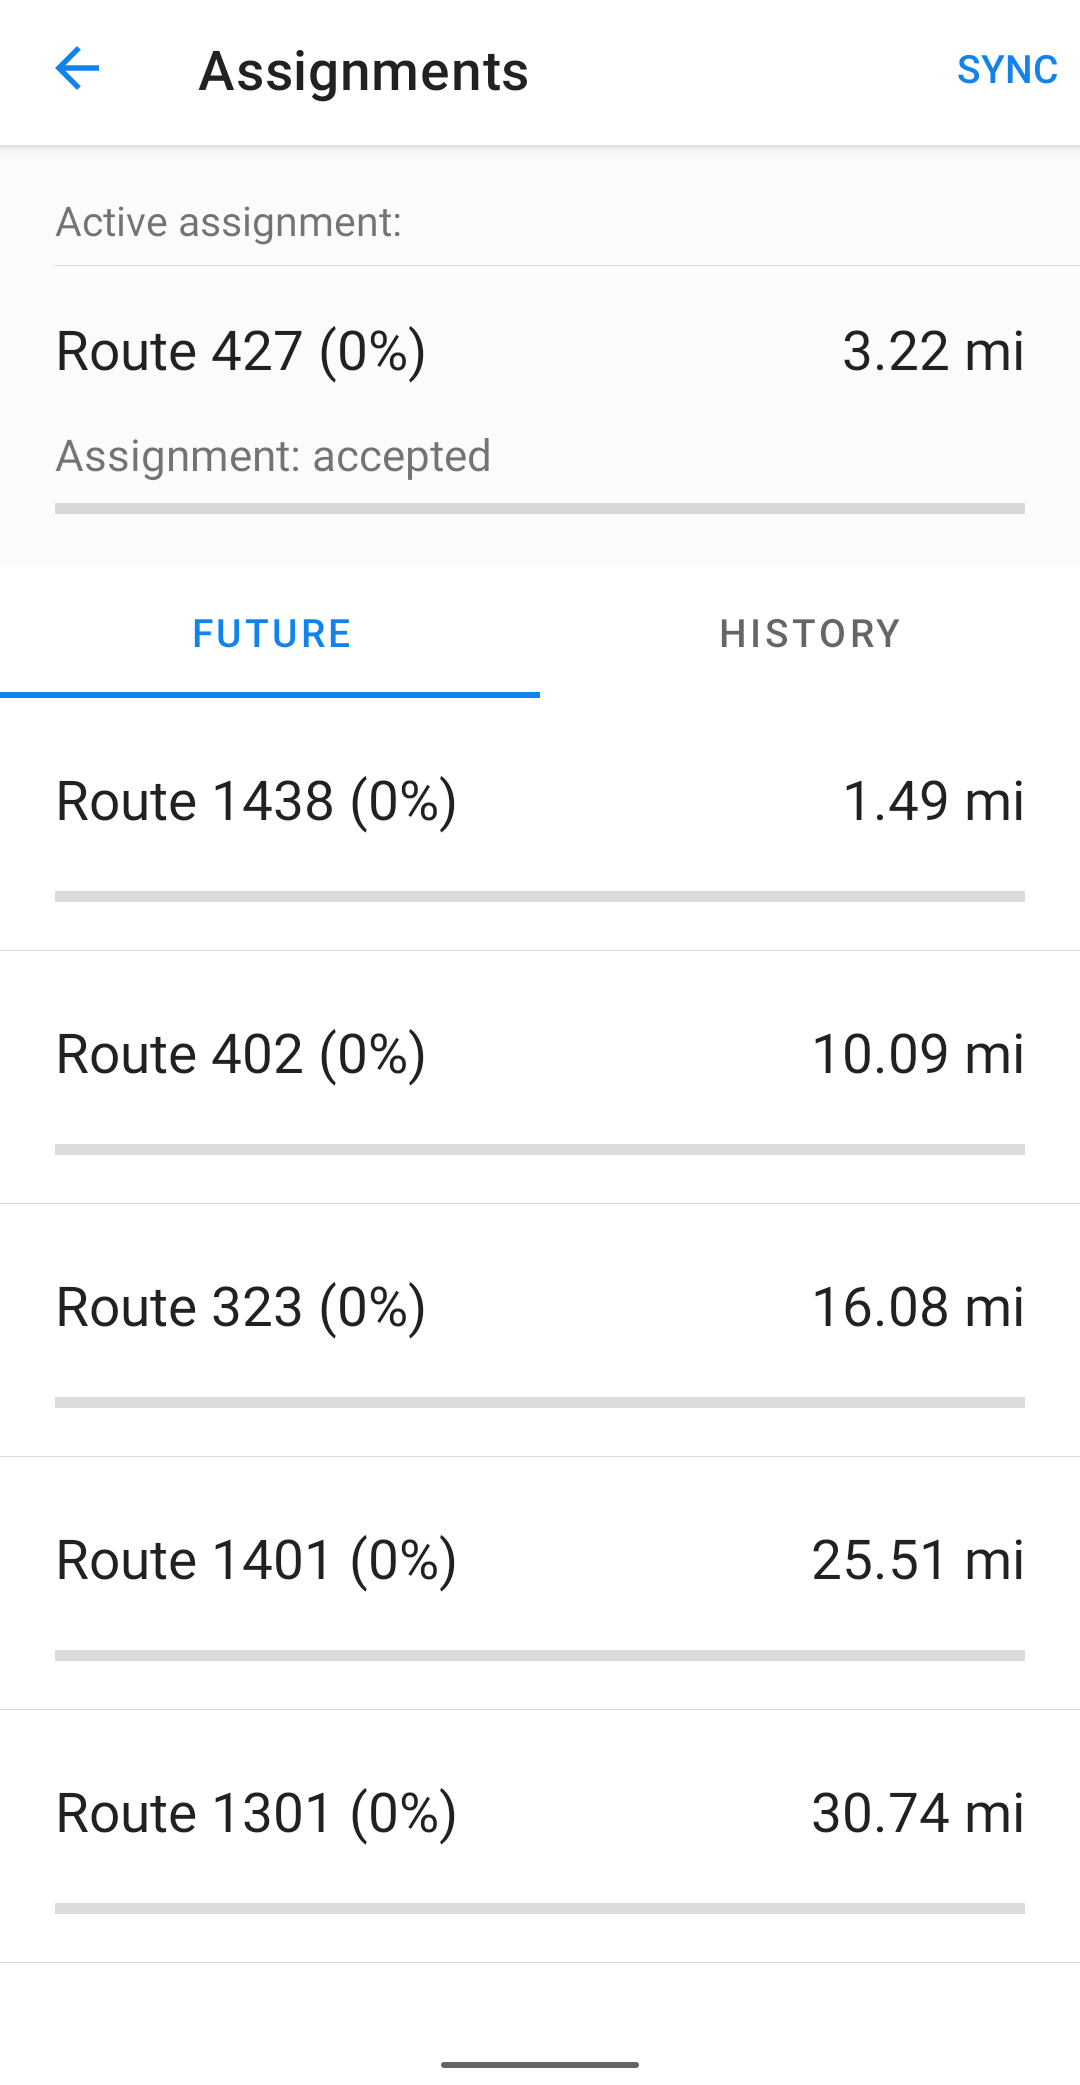 Assignments
SYNC
Active assignment:
Route 427 (0%) 3.22 mi
Assignment: accepted
FUTURE HISTORY
Route 1438 (0%) 1.49 mi
Route 402 (0%) 10.09 mi
Route 323 (0%) 16.08 mi
Route 1401 (0%) 25.51 mi
Route 1301 (0%) 30.74 mi